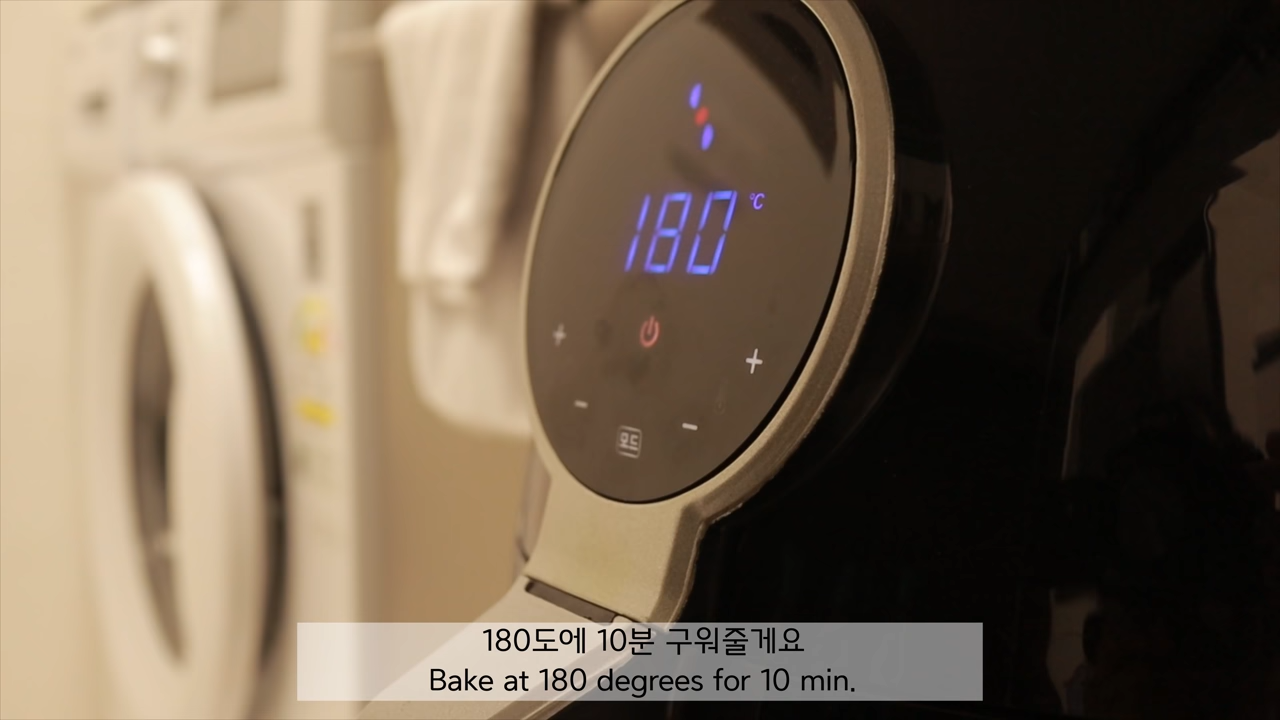 180 °C
+
+
-
-
모드
180도에 10분 구워줄게요
Bake at 180 degrees for 10 min.